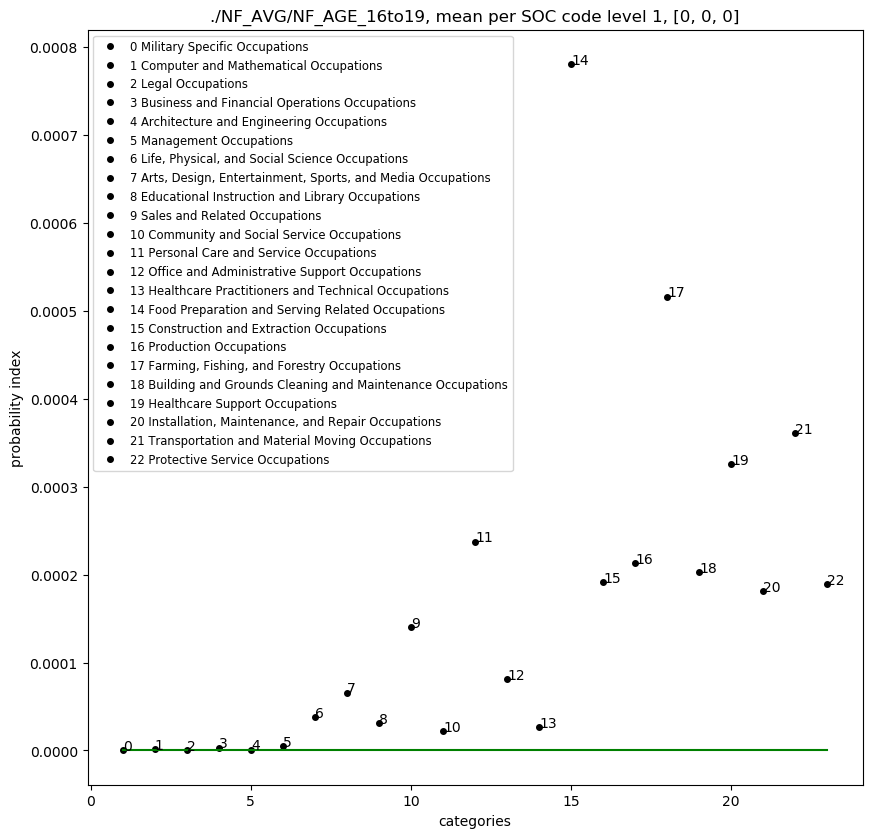 ./NF_AVG/NF_AGE_16to19, mean per SOC code level 1, [0, 0, 0]
0 Military Specific Occupations
1 Computer and Mathematical Occupations
2 Legal Occupations
3 Business and Financial Operations Occupations
4 Architecture and Engineering Occupations
5 Management Occupations
6 Life, Physical, and Social Science Occupations
7 Arts, Design, Entertainment, Sports, and Media Occupations
8 Educational Instruction and Library Occupations
9 Sales and Related Occupations
10 Community and Social Service Occupations
11 Personal Care and Service Occupations
12 Office and Administrative Support Occupations
13 Healthcare Practitioners and Technical Occupations
14 Food Preparation and Serving Related Occupations
15 Construction and Extraction Occupations
16 Production Occupations
17 Farming, Fishing, and Forestry Occupations
18 Building and Grounds Cleaning and Maintenance Occupations
19 Healthcare Support Occupations
20 Installation, Maintenance, and Repair Occupations
21 Transportation and Material Moving Occupations
22 Protective Service Occupations
probability index
0.0008
0.0007
0.0006
0.0005
0.0004
0.0003
0.0002
0.0001
0.0000
0
1
2
3
4
5
6
7
8
9
10
11
12
13
14
15
16
17
18
19
20
21
22
0
5
10
15
20
categories